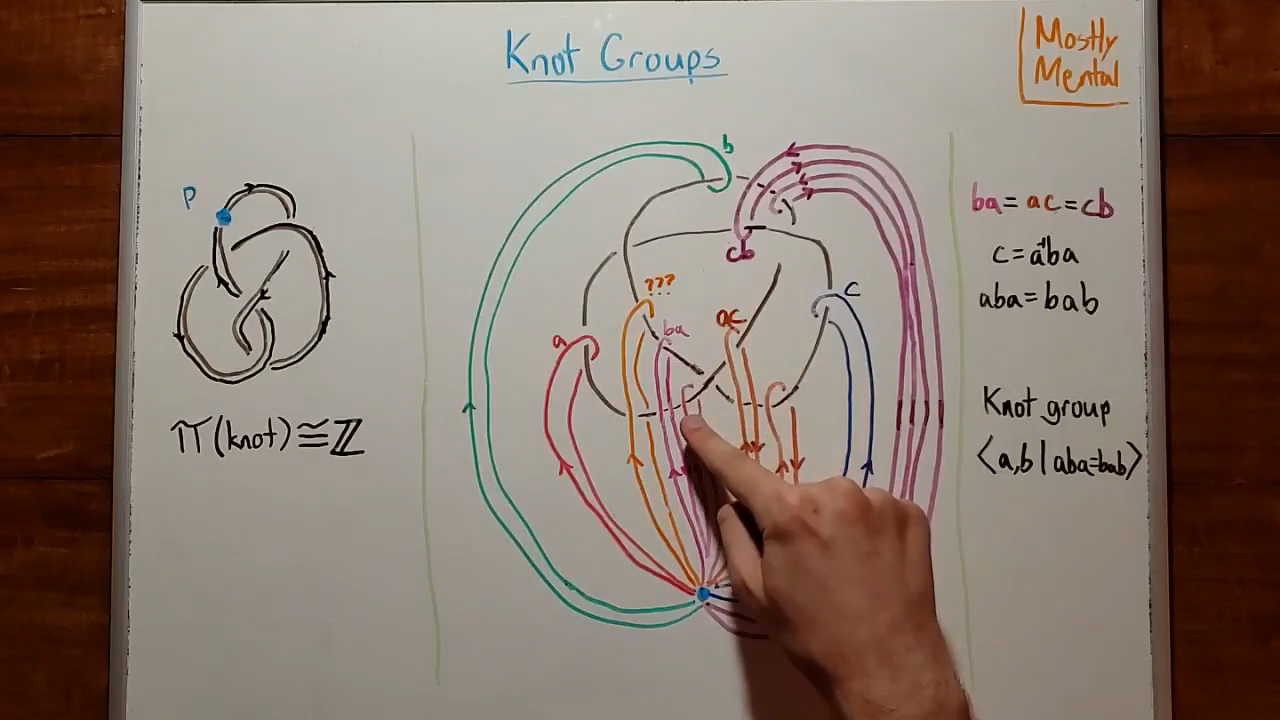 Knot Groups
Mostly
Mental
P
π(knot)≅ℤ
b
cb
???
c
ac
ba
a
ba=ac=cb
c=a⁻¹ba
aba=bab
Knot group
⟨a,b|aba=bab⟩